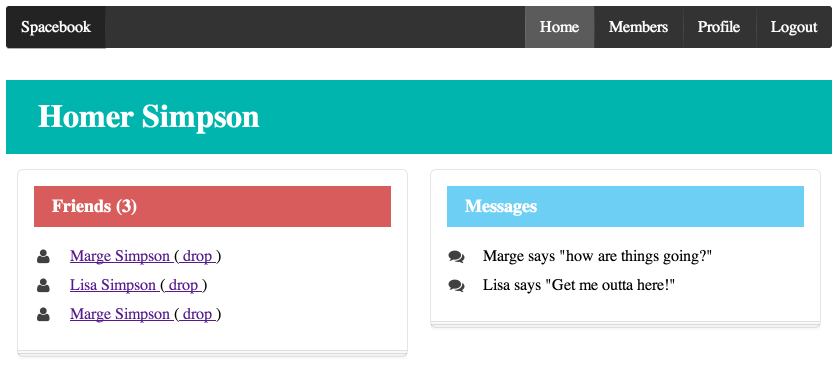 Spacebook Home Members Profile Logout
Homer Simpson
Friends (3)
Marge Simpson ( drop )
Lisa Simpson ( drop )
Marge Simpson ( drop )
Messages
Marge says "how are things going?"
Lisa says "Get me outta here!"